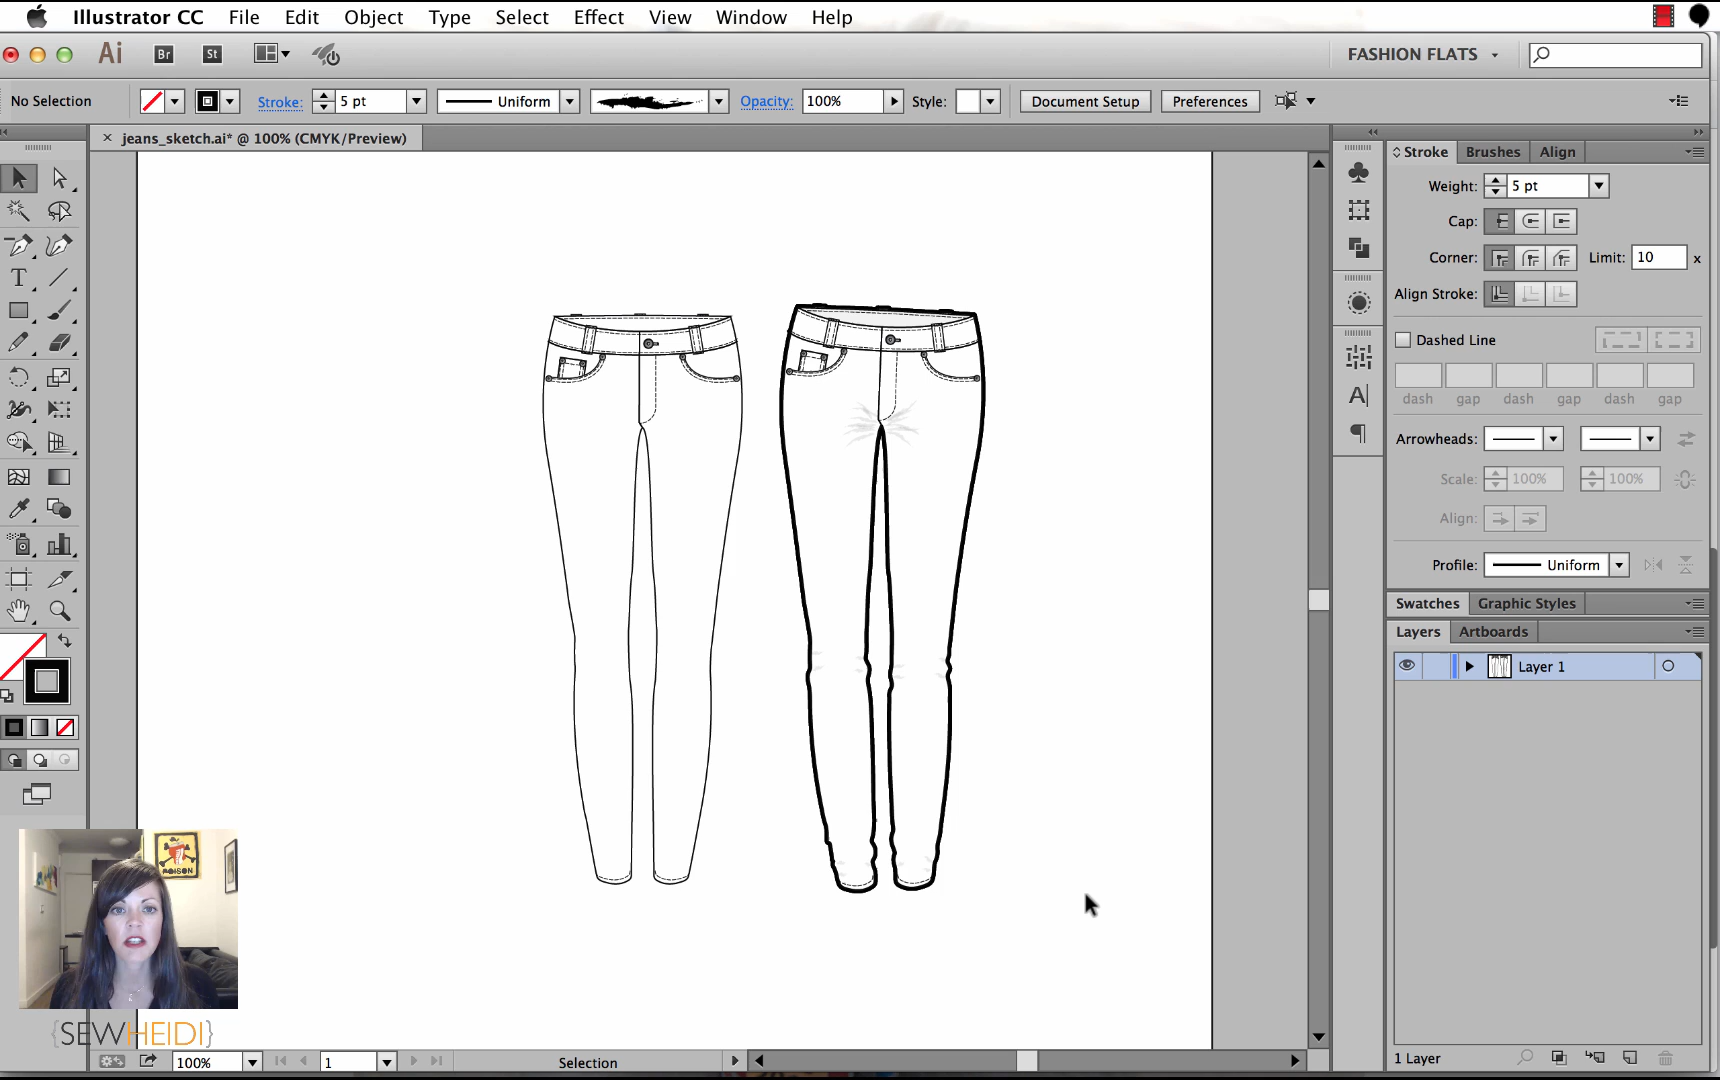 Illustrator CC File Edit Object Type Select Effect View Window Help
Ai Br St FASHION FLATS
No Selection Stroke: 5 pt Uniform Opacity: 100% Style: Document Setup Preferences
× jeans_sketch.ai* @ 100% (CMYK/Preview)
Stroke Brushes Align
Weight: 5 pt
Cap:
Corner: Limit: 10 x
Align Stroke:
Dashed Line
dash gap dash gap dash gap
Arrowheads:
Scale: 100% 100%
Align:
Profile: Uniform
Swatches Graphic Styles
Layers Artboards
Layer 1
POISON
{SEWHEIDI}
100% 1 Selection
1 Layer